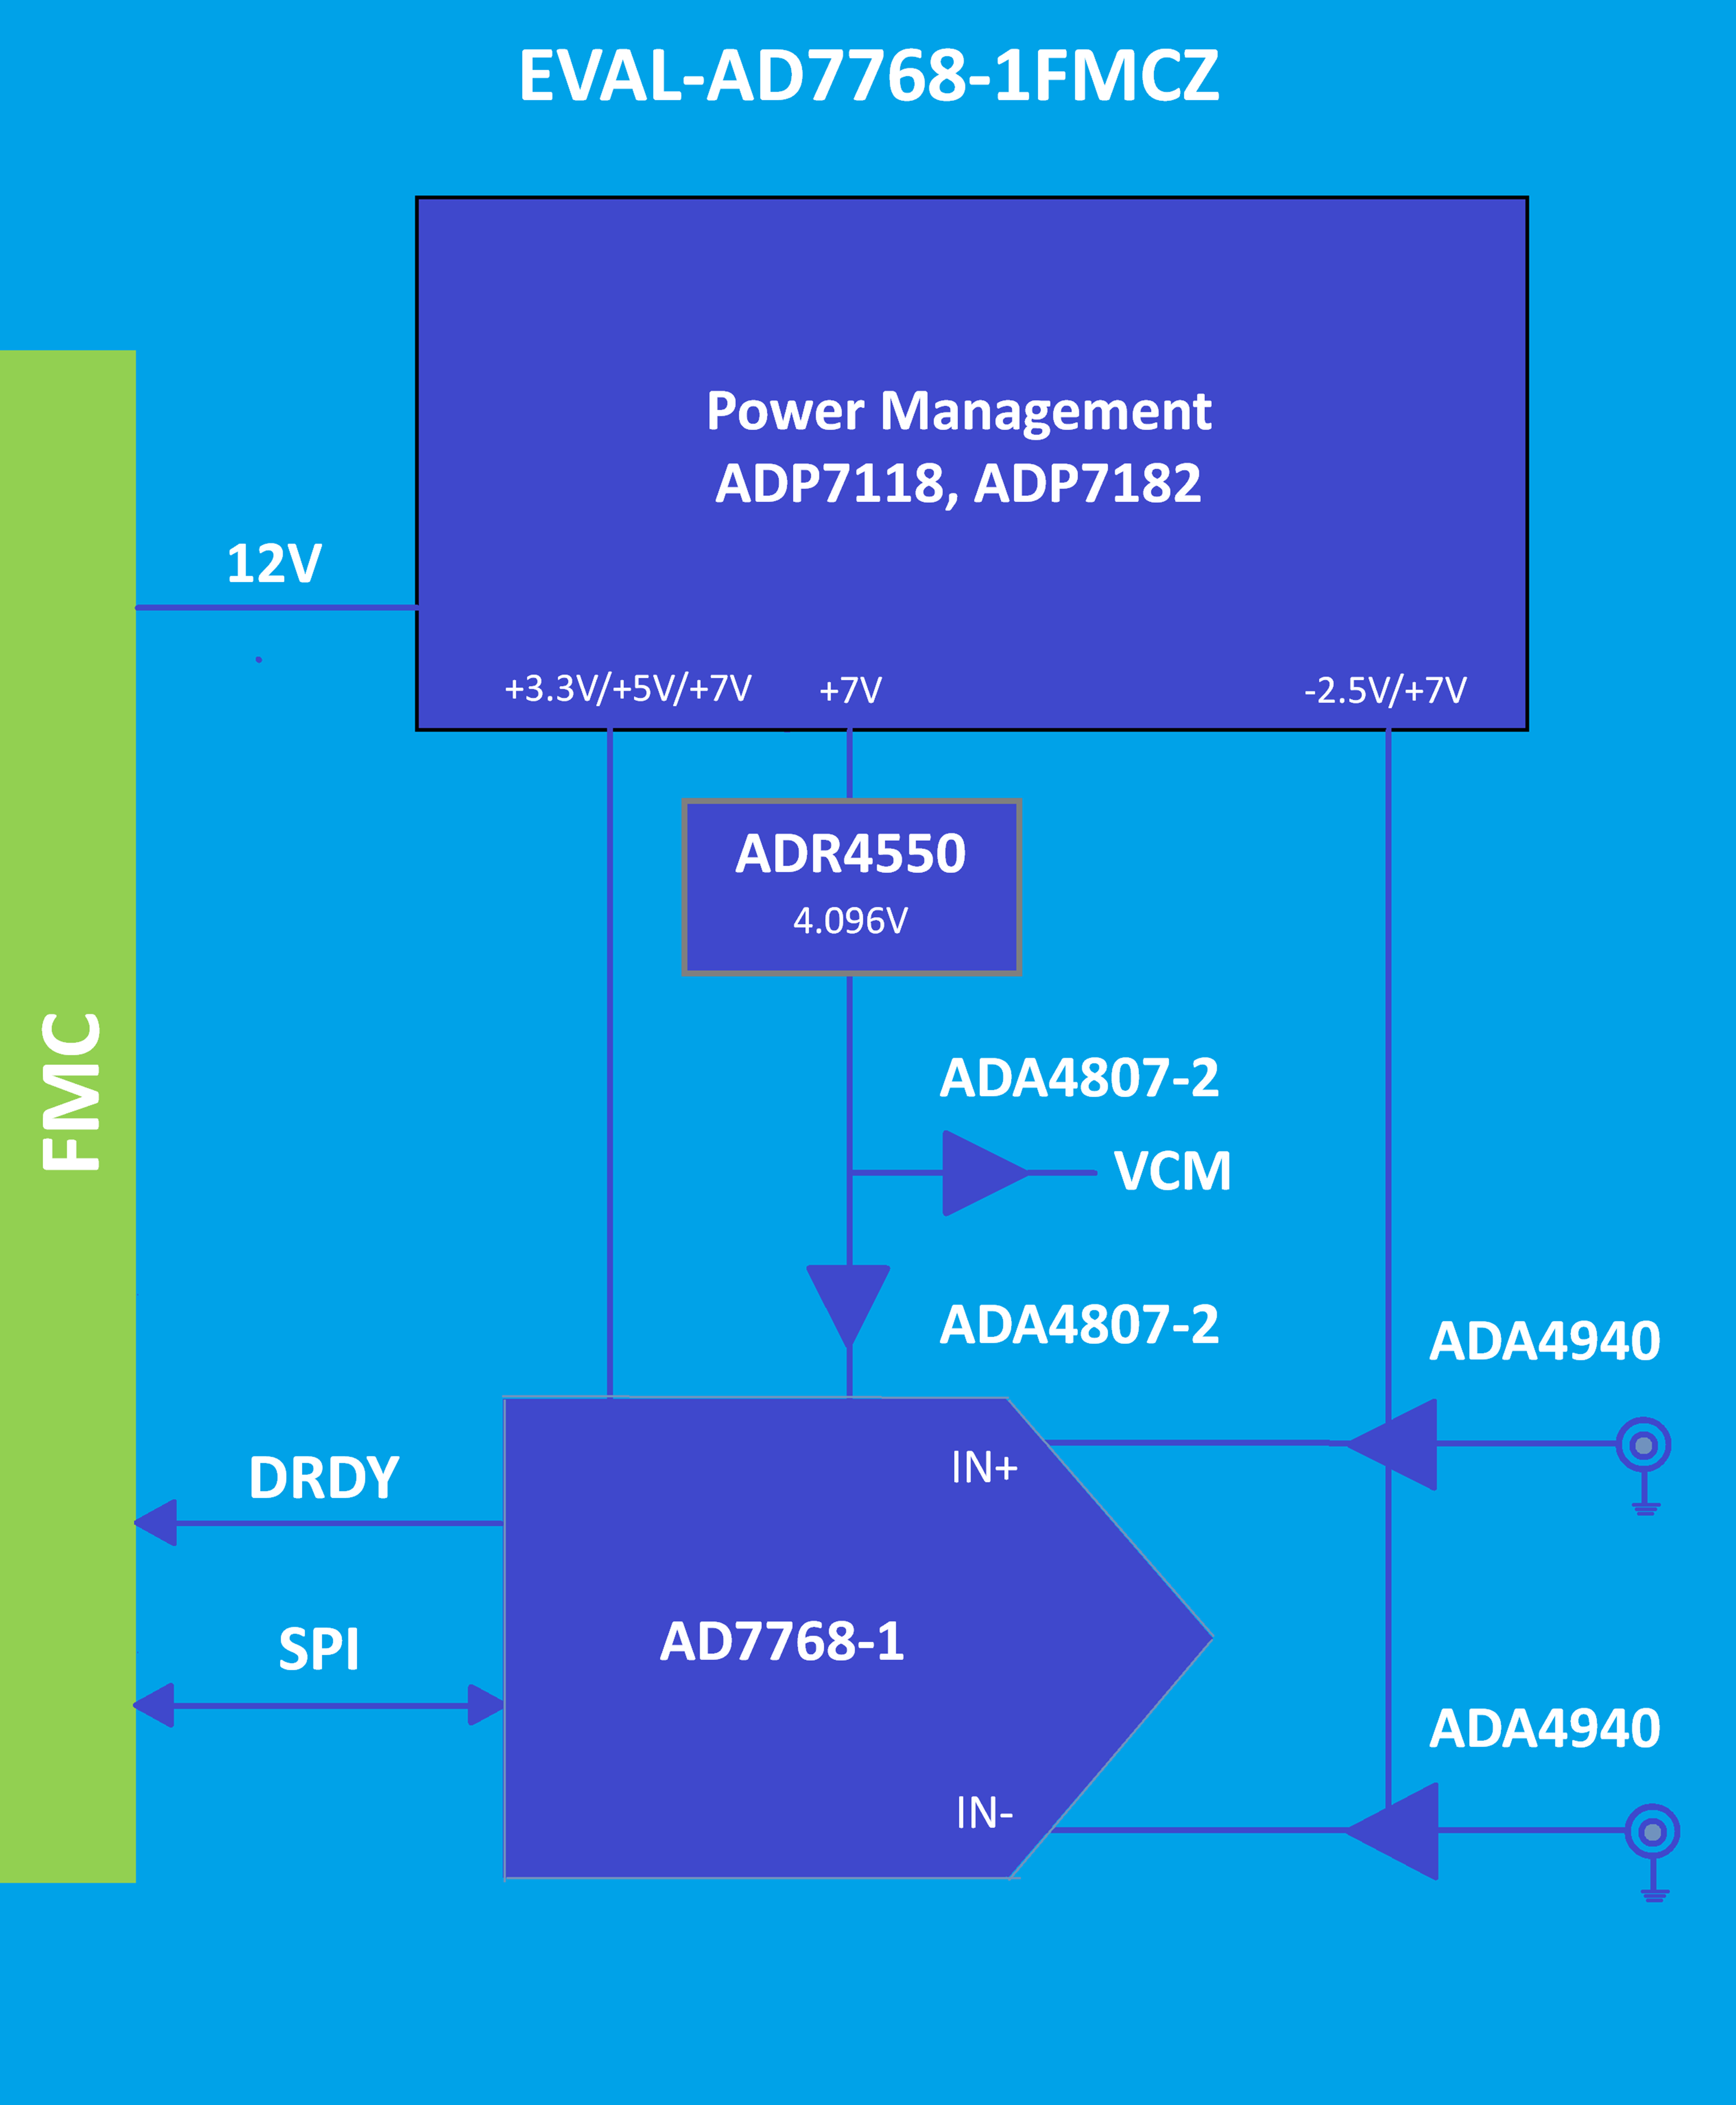 EVAL-AD7768-1FMCZ
Power Management
ADP7118, ADP7182
12V
+3.3V/+5V/+7V
+7V
-2.5V/+7V
ADR4550
4.096V
FMC
ADA4807-2
VCM
ADA4807-2
ADA4940
IN+
DRDY
AD7768-1
SPI
ADA4940
IN-